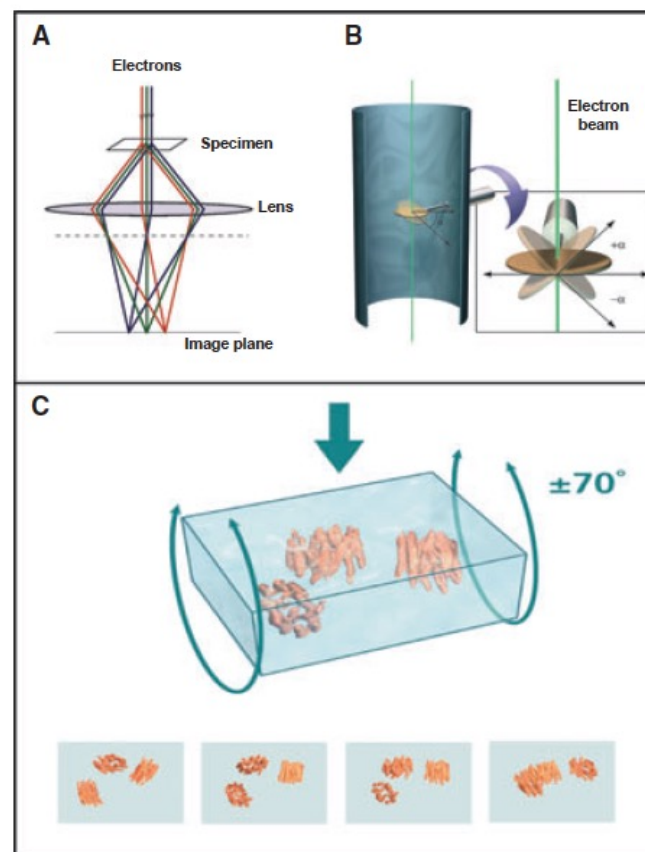 A
Electrons
Specimen
Lens
Image plane
B
Electron
beam
+α
−α
C
±70°